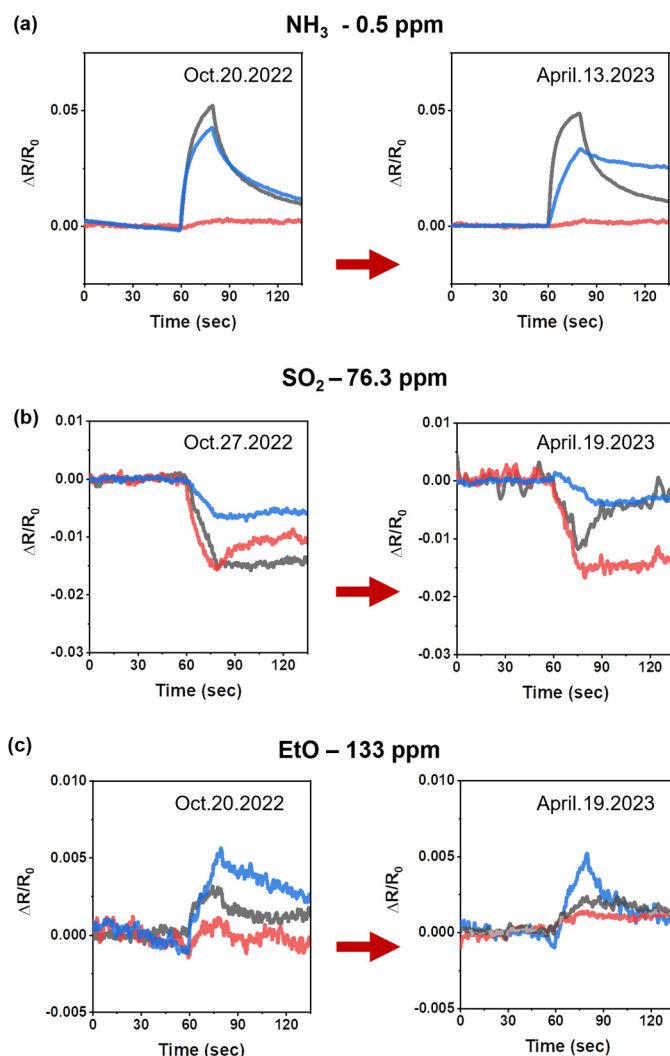 (a)
NH₃ - 0.5 ppm
Oct.20.2022
April.13.2023
ΔR/R₀
0.05
0.00
0 30 60 90 120
Time (sec)
ΔR/R₀
0.05
0.00
0 30 60 90 120
Time (sec)
SO₂ – 76.3 ppm
(b)
Oct.27.2022
April.19.2023
ΔR/R₀
0.01
0.00
-0.01
-0.02
-0.03
0 30 60 90 120
Time (sec)
ΔR/R₀
0.01
0.00
-0.01
-0.02
-0.03
0 30 60 90 120
Time (sec)
(c)
EtO – 133 ppm
Oct.20.2022
April.19.2023
ΔR/R₀
0.010
0.005
0.000
-0.005
0 30 60 90 120
Time (sec)
ΔR/R₀
0.010
0.005
0.000
-0.005
0 30 60 90 120
Time (sec)